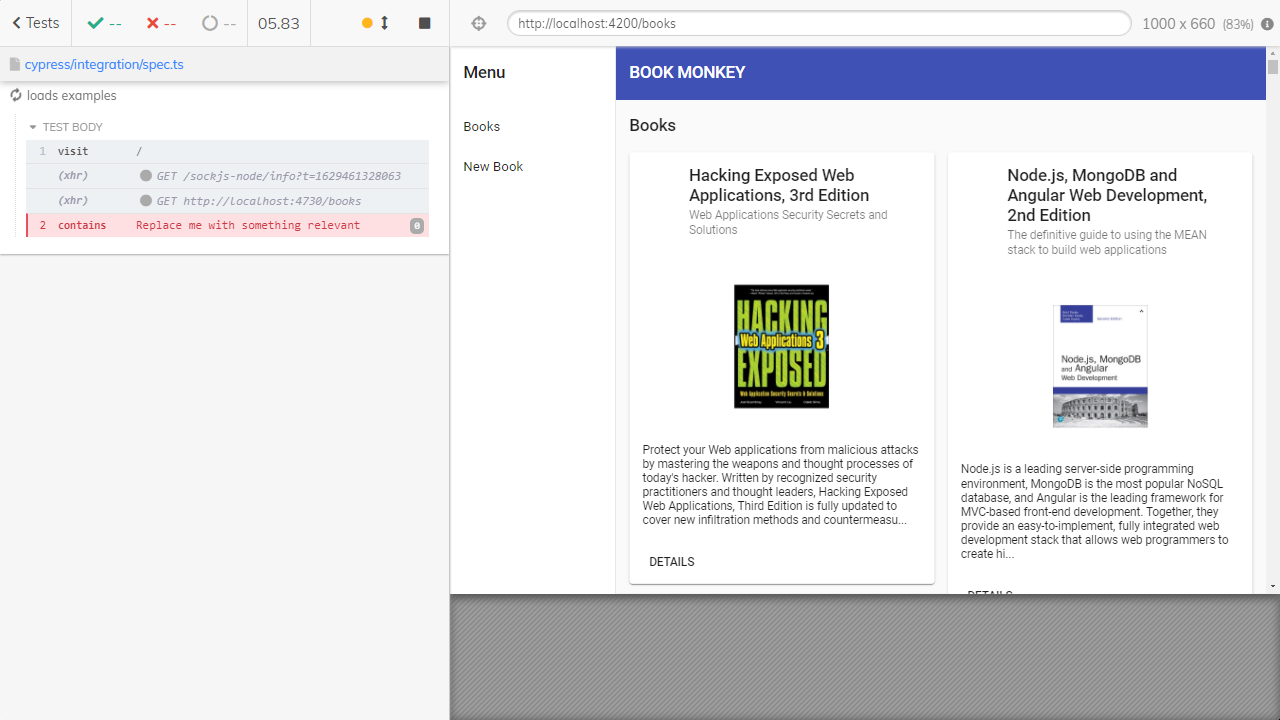 Tests
--
--
--
05.83
http://localhost:4200/books
1000 x 660 (83%)
cypress/integration/spec.ts
loads examples
TEST BODY
1 visit /
(xhr) GET /sockjs-node/info?t=1629461328063
(xhr) GET http://localhost:4730/books
2 contains Replace me with something relevant
Menu
Books
New Book
BOOK MONKEY
Books
Hacking Exposed Web
Applications, 3rd Edition
Web Applications Security Secrets and
Solutions
HACKING
Web Applications 3
EXPOSED
Web Application Security Secrets & Solutions
Protect your Web applications from malicious attacks
by mastering the weapons and thought processes of
today's hacker. Written by recognized security
practitioners and thought leaders, Hacking Exposed
Web Applications, Third Edition is fully updated to
cover new infiltration methods and countermeasu...
DETAILS
Node.js, MongoDB and
Angular Web Development,
2nd Edition
The definitive guide to using the MEAN
stack to build web applications
Node.js, MongoDB
and Angular
Web Development
Node.js is a leading server-side programming
environment, MongoDB is the most popular NoSQL
database, and Angular is the leading framework for
MVC-based front-end development. Together, they
provide an easy-to-implement, fully integrated web
development stack that allows web programmers to
create hi...
DETAILS